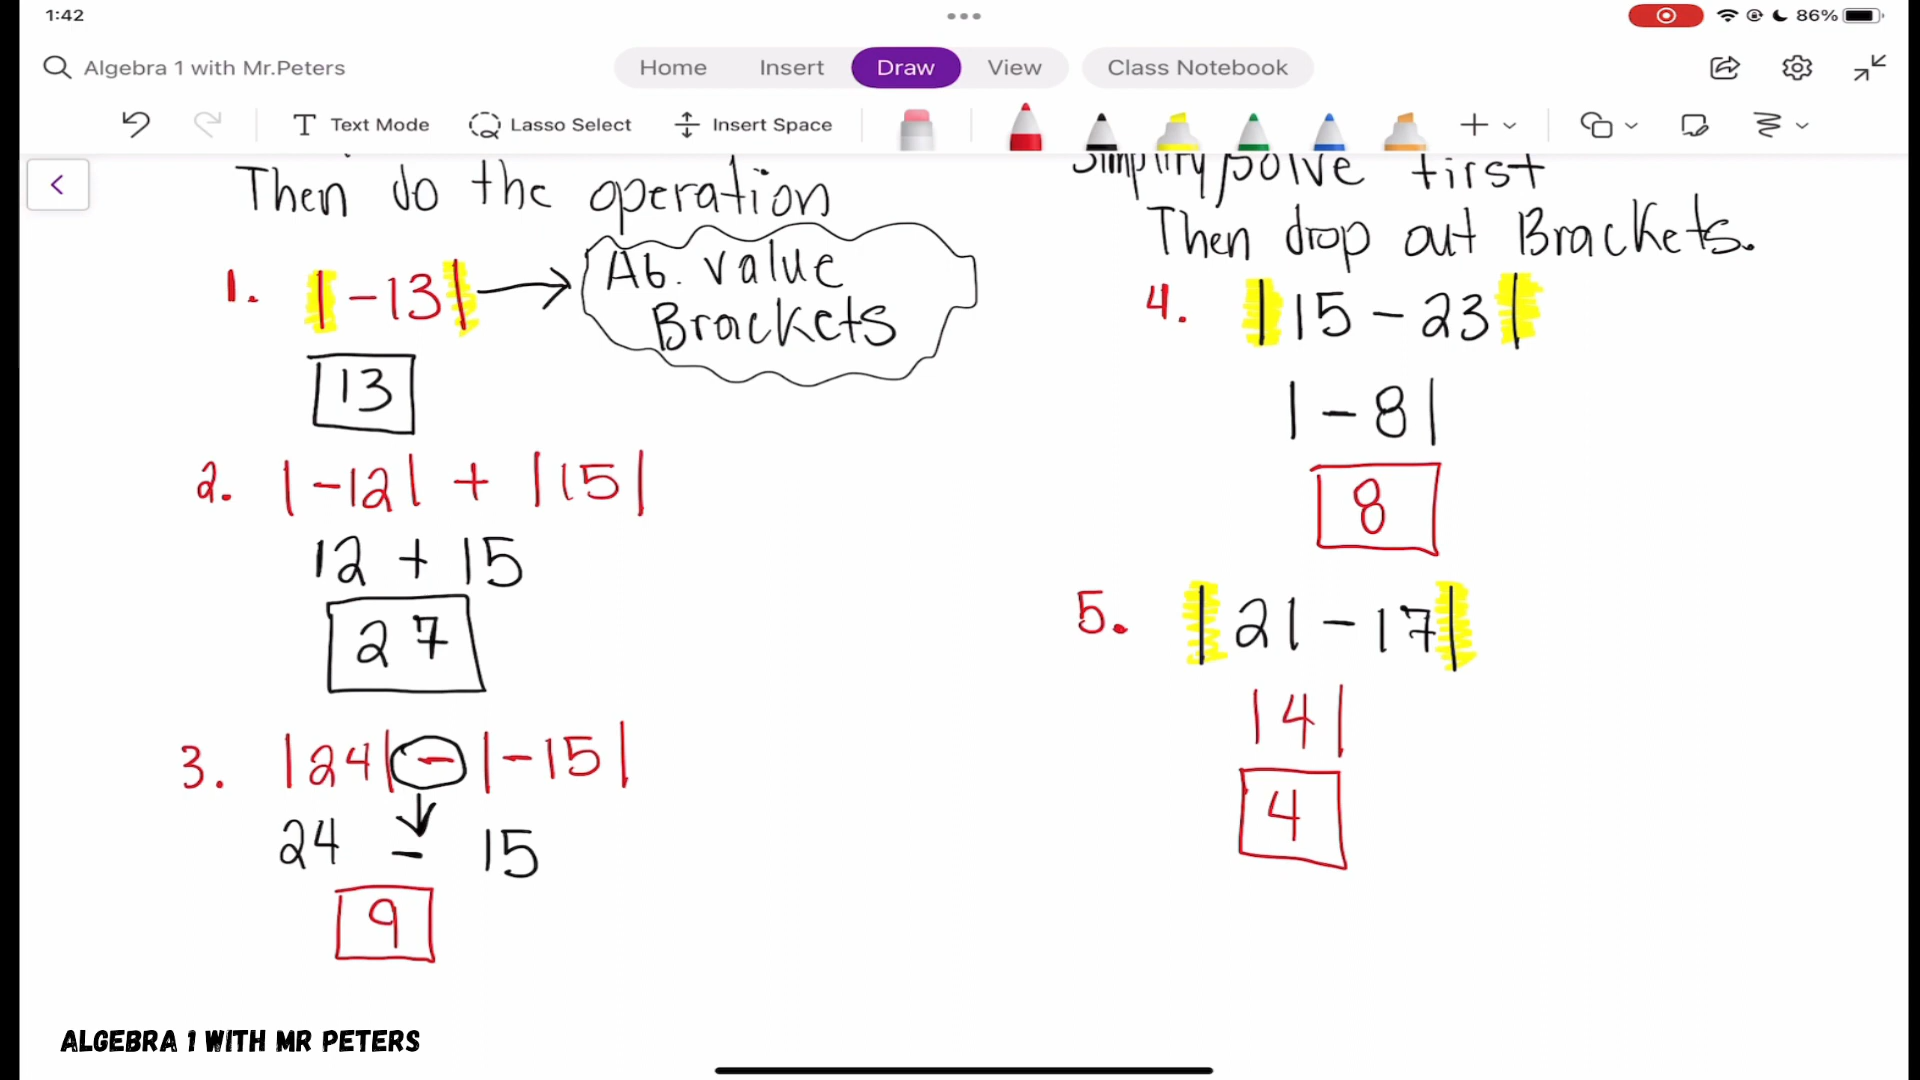 1:42
86%
Algebra 1 with Mr.Peters
Home Insert Draw View Class Notebook
Text Mode Lasso Select Insert Space
Then do the operation
1. |-13|
Ab. Value
Brackets
13
2. |-12| + |15|
12 + 15
27
3. |24| - |-15|
24 - 15
9
Simplify/solve first
Then drop out Brackets.
4. |15 - 23|
|-8|
8
5. |21 - 17|
|4|
4
ALGEBRA 1 WITH MR PETERS